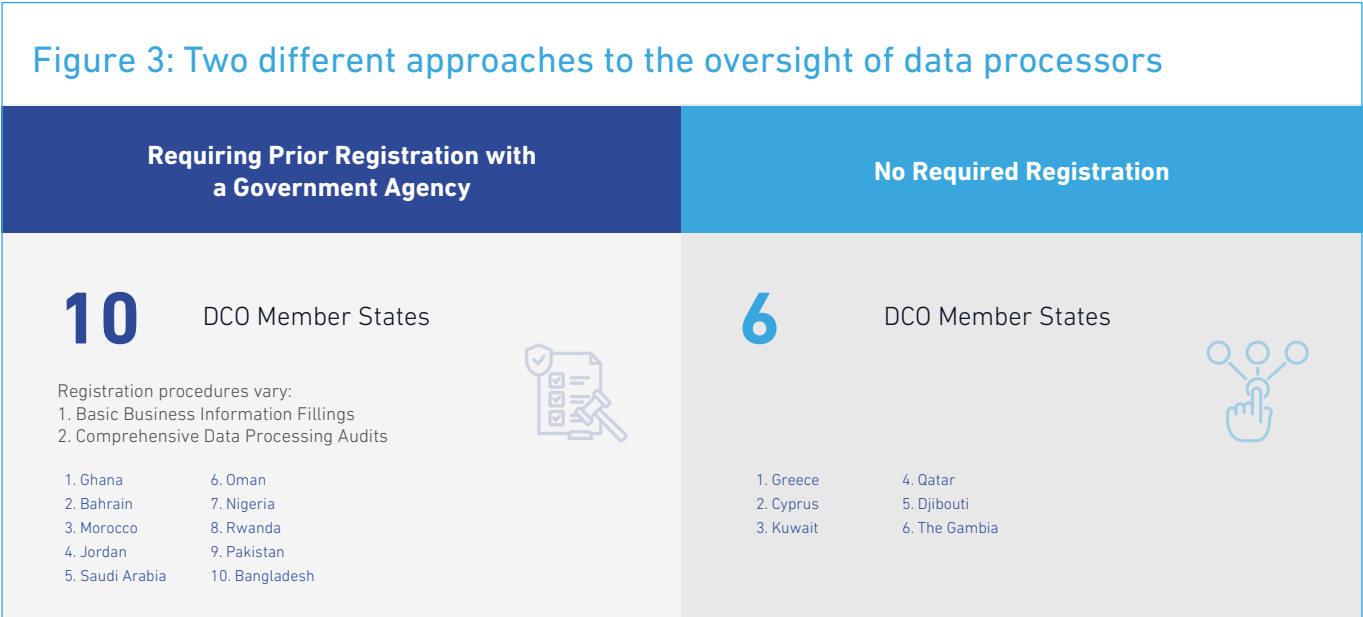 Figure 3: Two different approaches to the oversight of data processors
Requiring Prior Registration with
a Government Agency
10
DCO Member States
Registration procedures vary:
1. Basic Business Information Fillings
2. Comprehensive Data Processing Audits
1. Ghana
2. Bahrain
3. Morocco
4. Jordan
5. Saudi Arabia
6. Oman
7. Nigeria
8. Rwanda
9. Pakistan
10. Bangladesh
No Required Registration
6
DCO Member States
1. Greece
2. Cyprus
3. Kuwait
4. Qatar
5. Djibouti
6. The Gambia